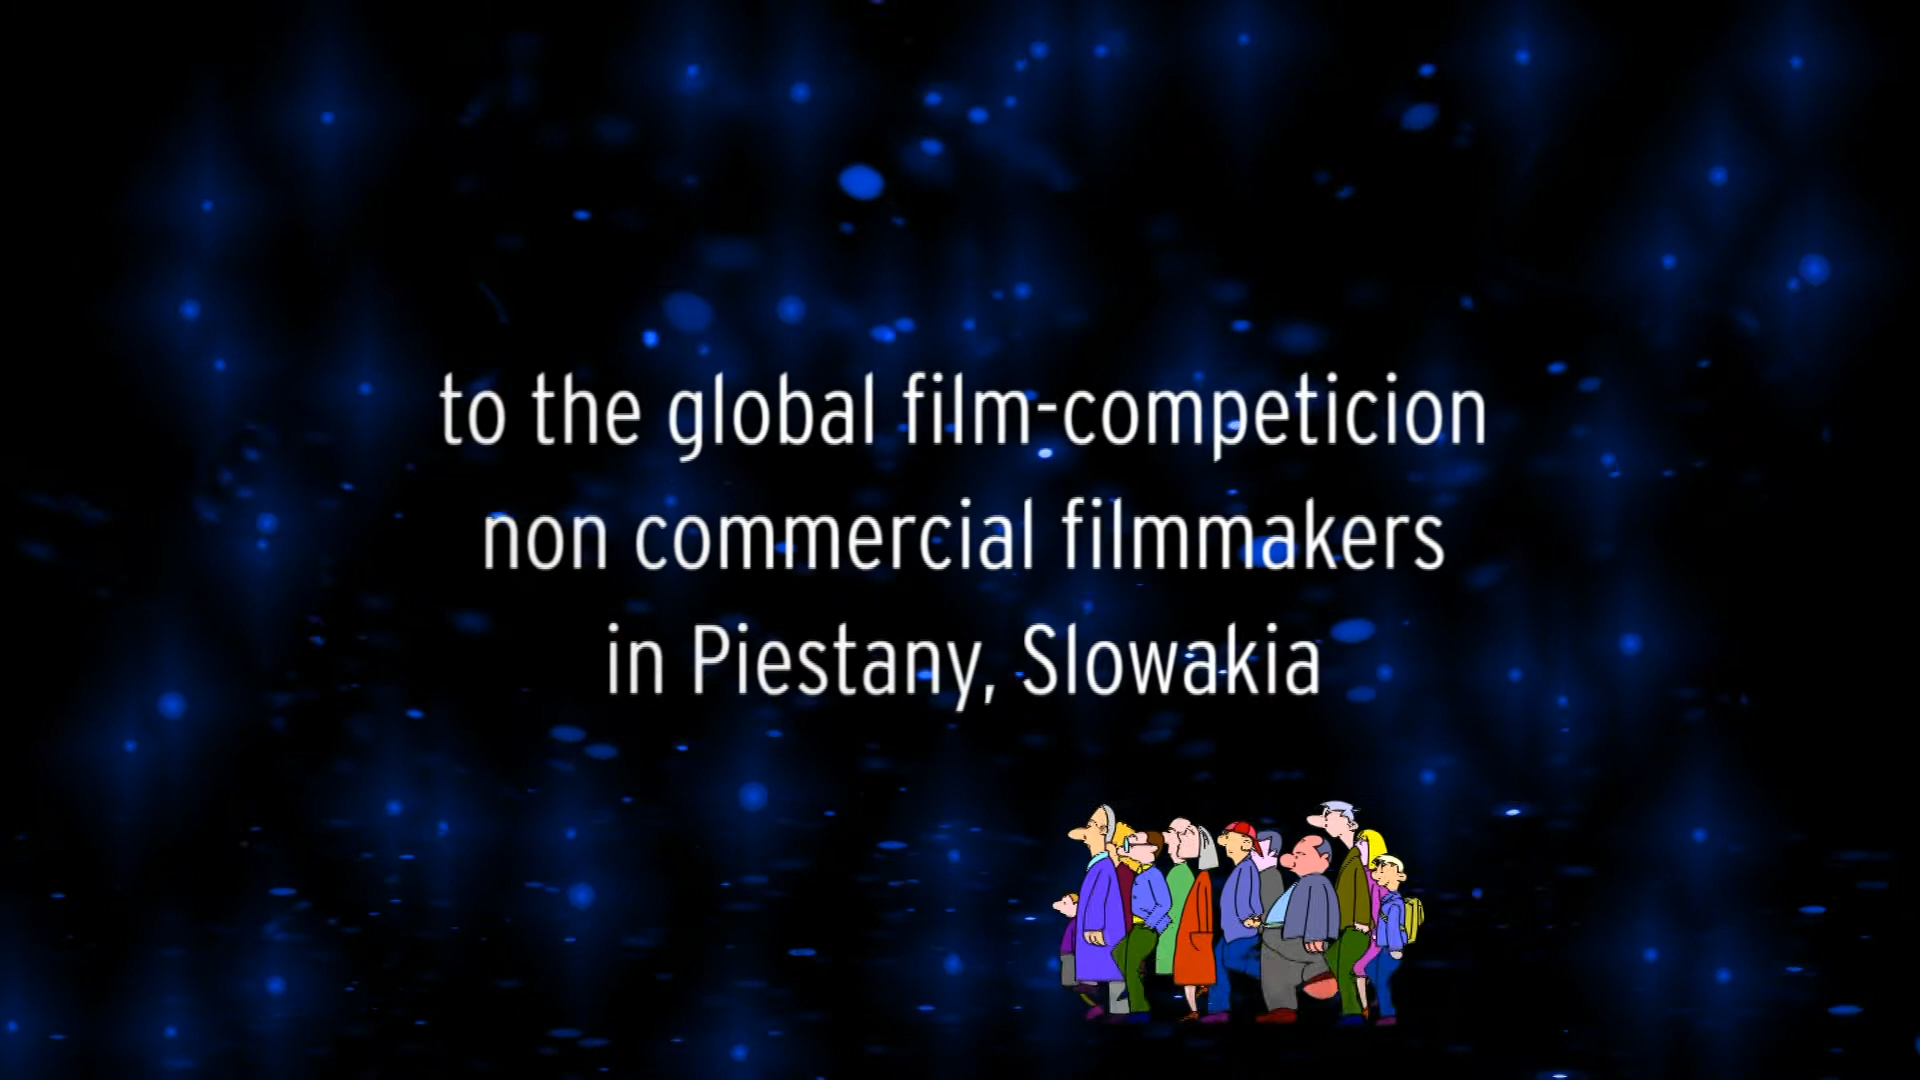 to the global film-competicion
non commercial filmmakers
in Piestany, Slowakia